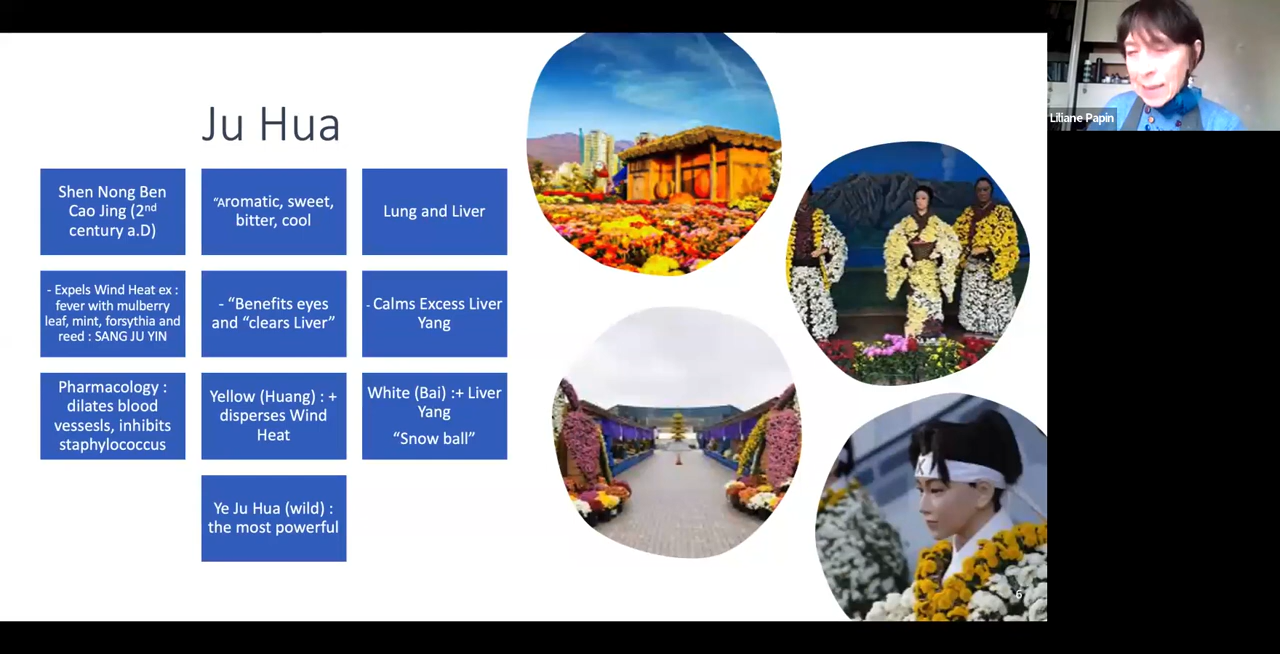 Ju Hua
Shen Nong Ben
Cao Jing (2nd
century a.D)
“Aromatic, sweet,
bitter, cool
Lung and Liver
- Expels Wind Heat ex :
fever with mulberry
leaf, mint, forsythia and
reed : SANG JU YIN
- “Benefits eyes
and “clears Liver”
- Calms Excess Liver
Yang
Pharmacology :
dilates blood
vessesls, inhibits
staphylococcus
Yellow (Huang) : +
disperses Wind
Heat
White (Bai) :+ Liver
Yang
“Snow ball”
Ye Ju Hua (wild) :
the most powerful
6
Liliane Papin